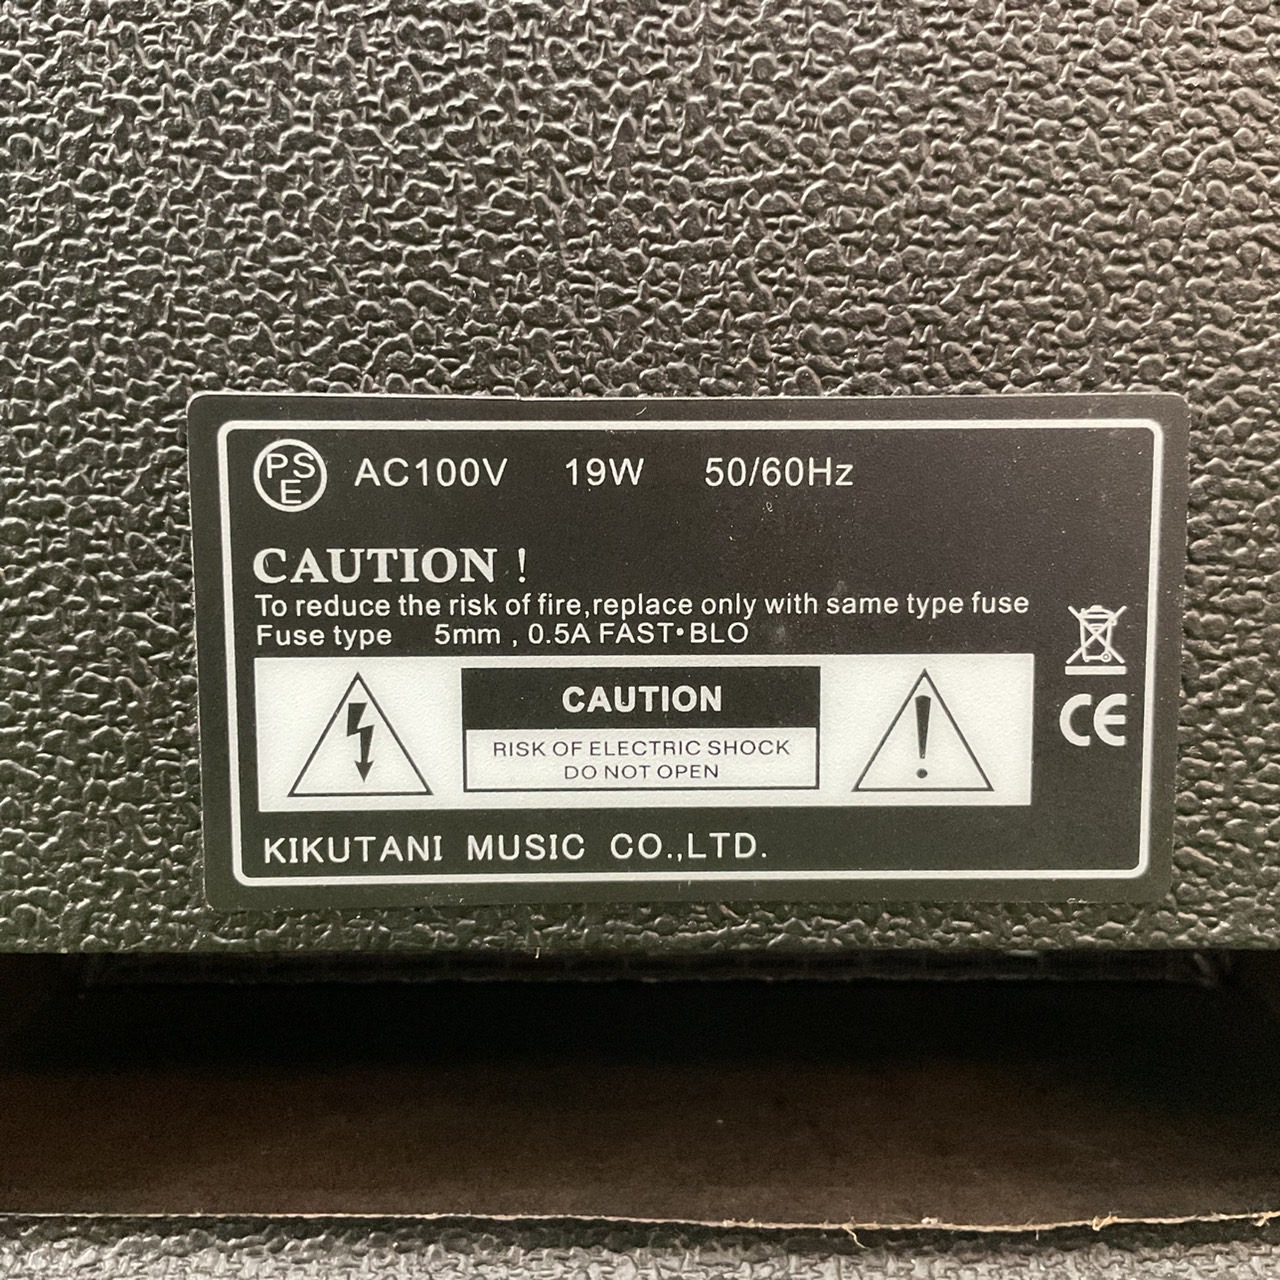 PSE AC100V 19W 50/60Hz
CAUTION !
To reduce the risk of fire,replace only with same type fuse
Fuse type 5mm , 0.5A FAST•BLO
CAUTION
RISK OF ELECTRIC SHOCK
DO NOT OPEN
CE
KIKUTANI MUSIC CO.,LTD.